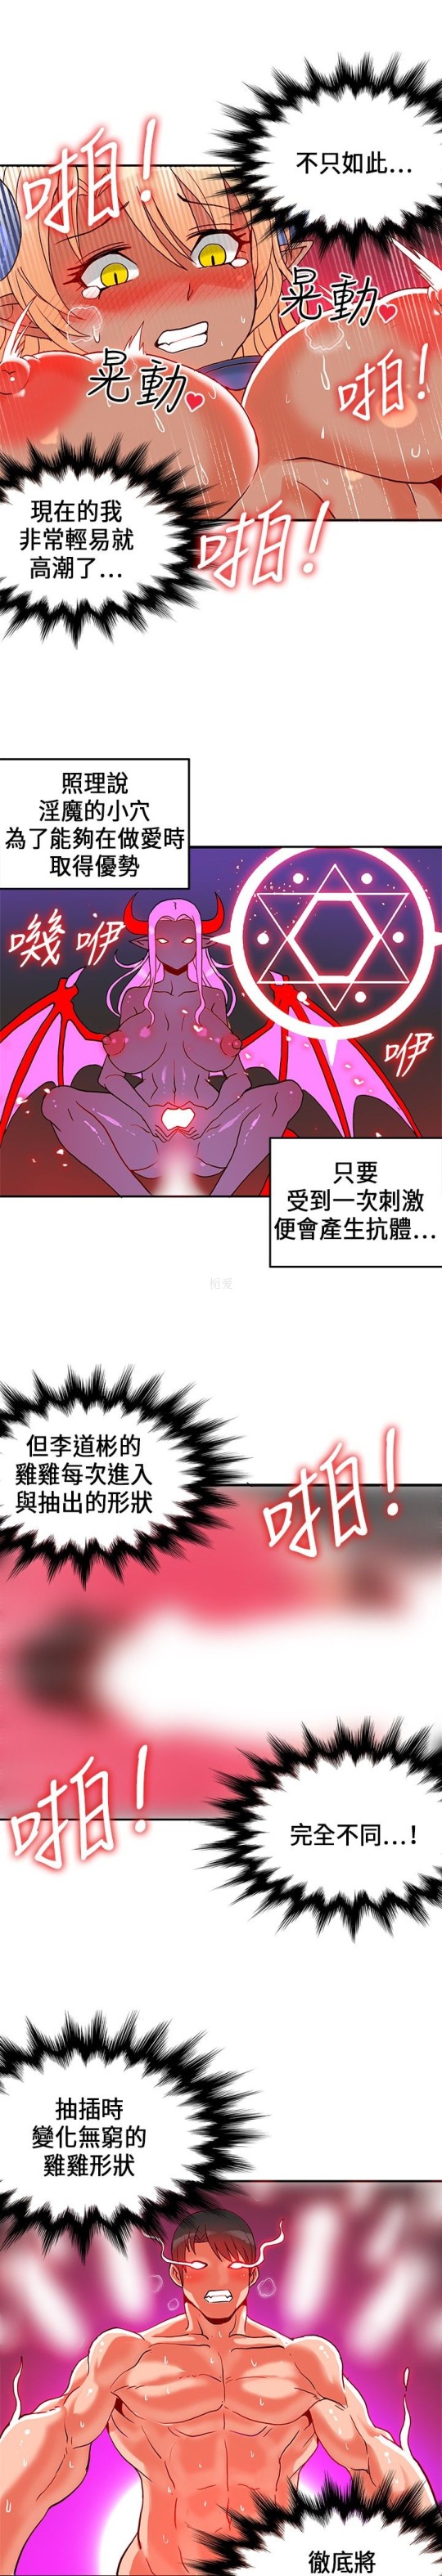 不只如此...
啪!
晃動
晃動
啪!
現在的我
非常輕易就
高潮了...
啪!
照理說
淫魔的小穴
為了能夠在做愛時
取得優勢
嘰咿
咿
只要
受到一次刺激
便會產生抗體...
但李道彬的
雞雞每次進入
與抽出的形狀
啪!
啪!
完全不同...!
抽插時
變化無窮的
雞雞形狀
徹底將